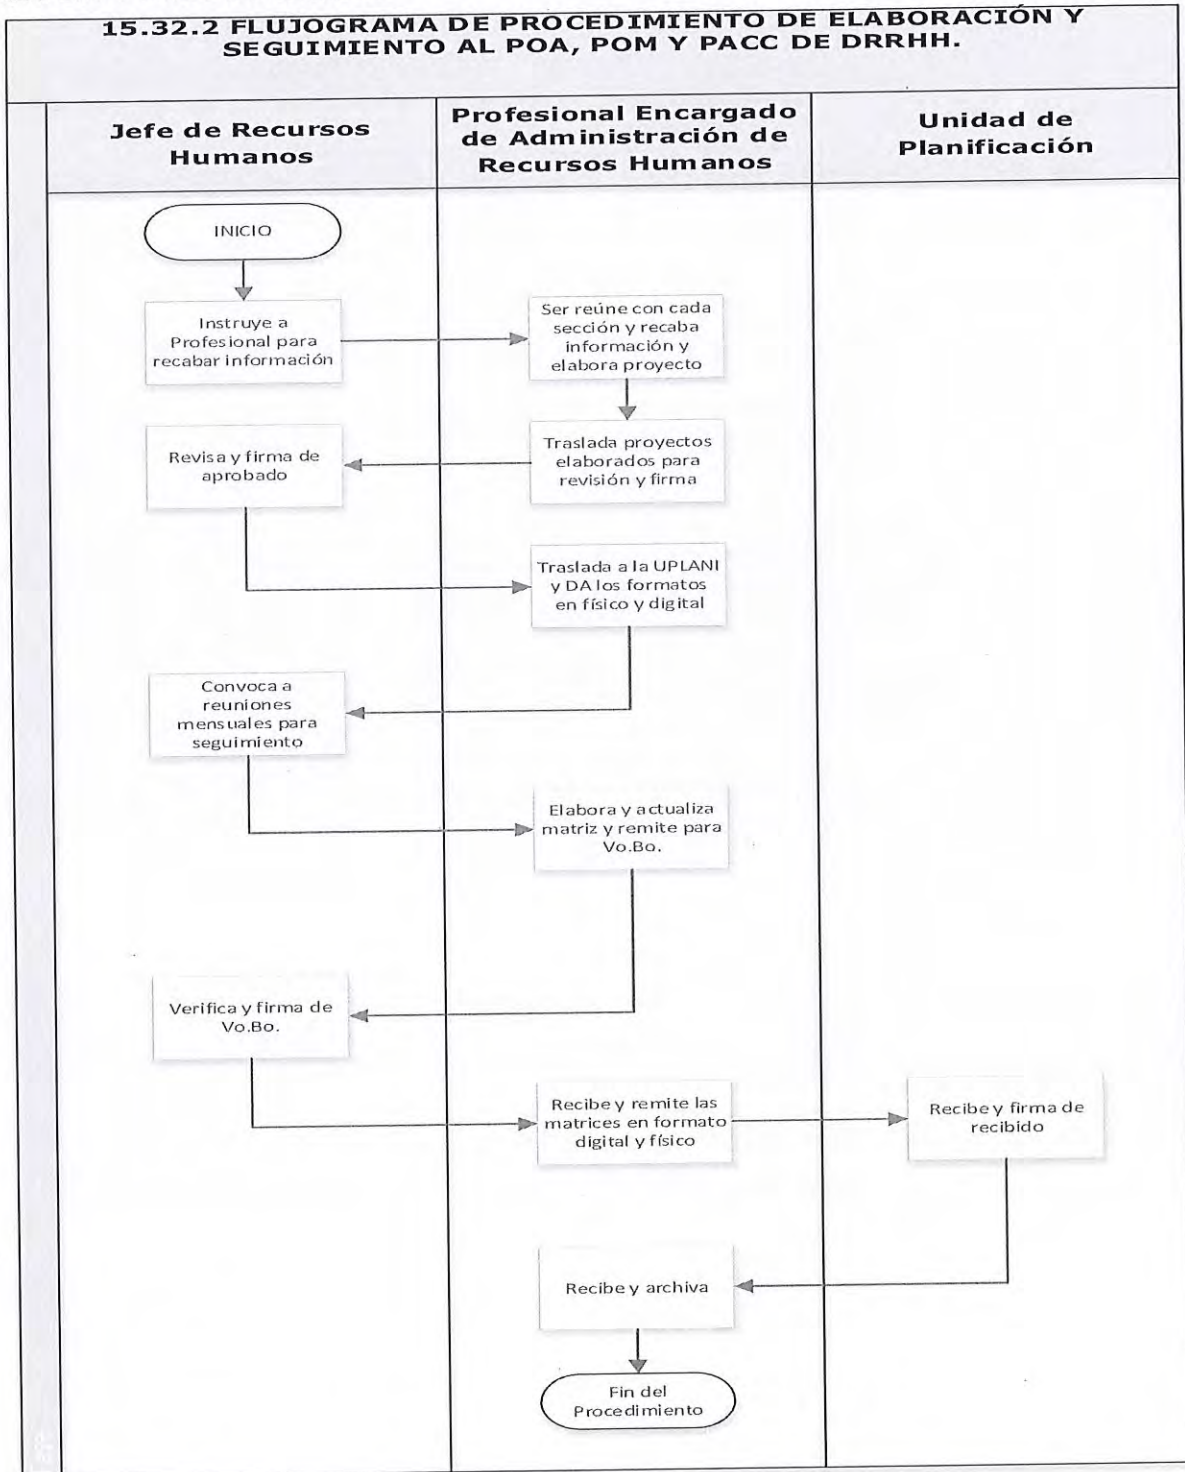 15.32.2 FLUJOGRAMA DE PROCEDIMIENTO DE ELABORACIÓN Y
SEGUIMIENTO AL POA, POM Y PACC DE DRRHH.
Jefe de Recursos
Humanos
Profesional Encargado
de Administración de
Recursos Humanos
Unidad de
Planificación
INICIO
Instruye a
Profesional para
recabar información
Ser reúne con cada
sección y recaba
información y
elabora proyecto
Traslada proyectos
elaborados para
revisión y firma
Revisa y firma de
aprobado
Traslada a la UPLANI
y DA los formatos
en físico y digital
Convoca a
reuniones
mensuales para
seguimiento
Elabora y actualiza
matriz y remite para
Vo.Bo.
Verifica y firma de
Vo.Bo.
Recibe y remite las
matrices en formato
digital y físico
Recibe y firma de
recibido
Recibe y archiva
Fin del
Procedimiento